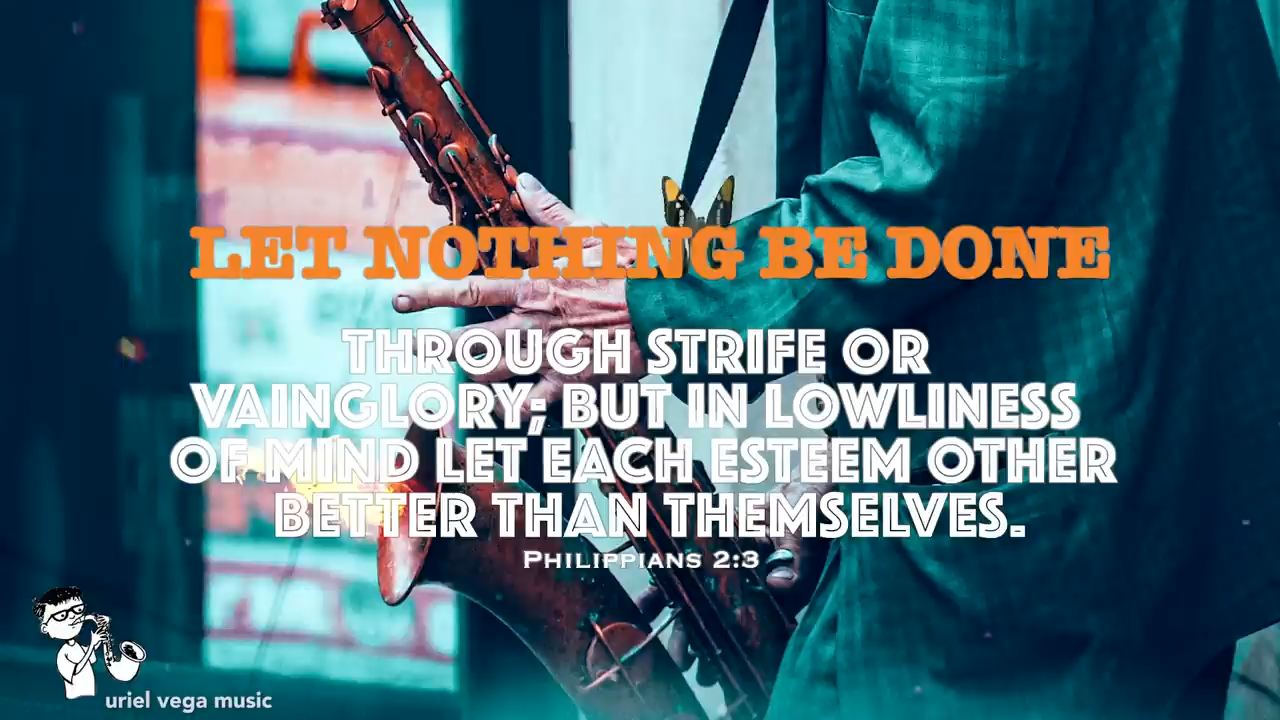 LET NOTHING BE DONE
THROUGH STRIFE OR
VAINGLORY; BUT IN LOWLINESS
OF MIND LET EACH ESTEEM OTHER
BETTER THAN THEMSELVES.
PHILIPPIANS 2:3
uriel vega music